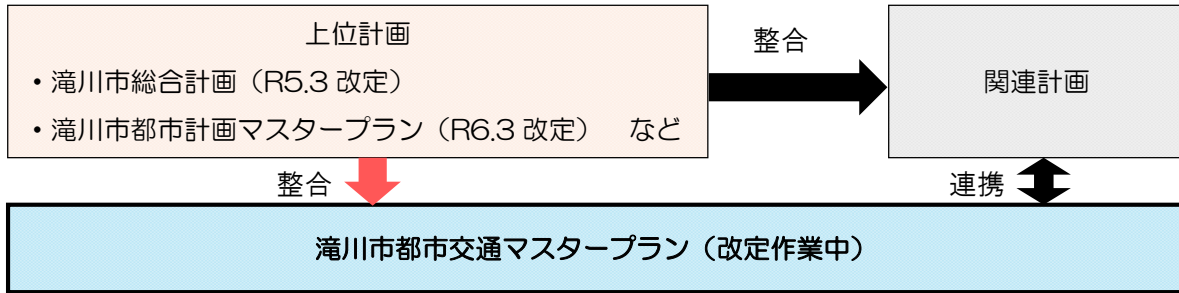 上位計画
・滝川市総合計画（R5.3 改定）
・滝川市都市計画マスタープラン（R6.3 改定）　など
整合
関連計画
整合
連携
滝川市都市交通マスタープラン（改定作業中）